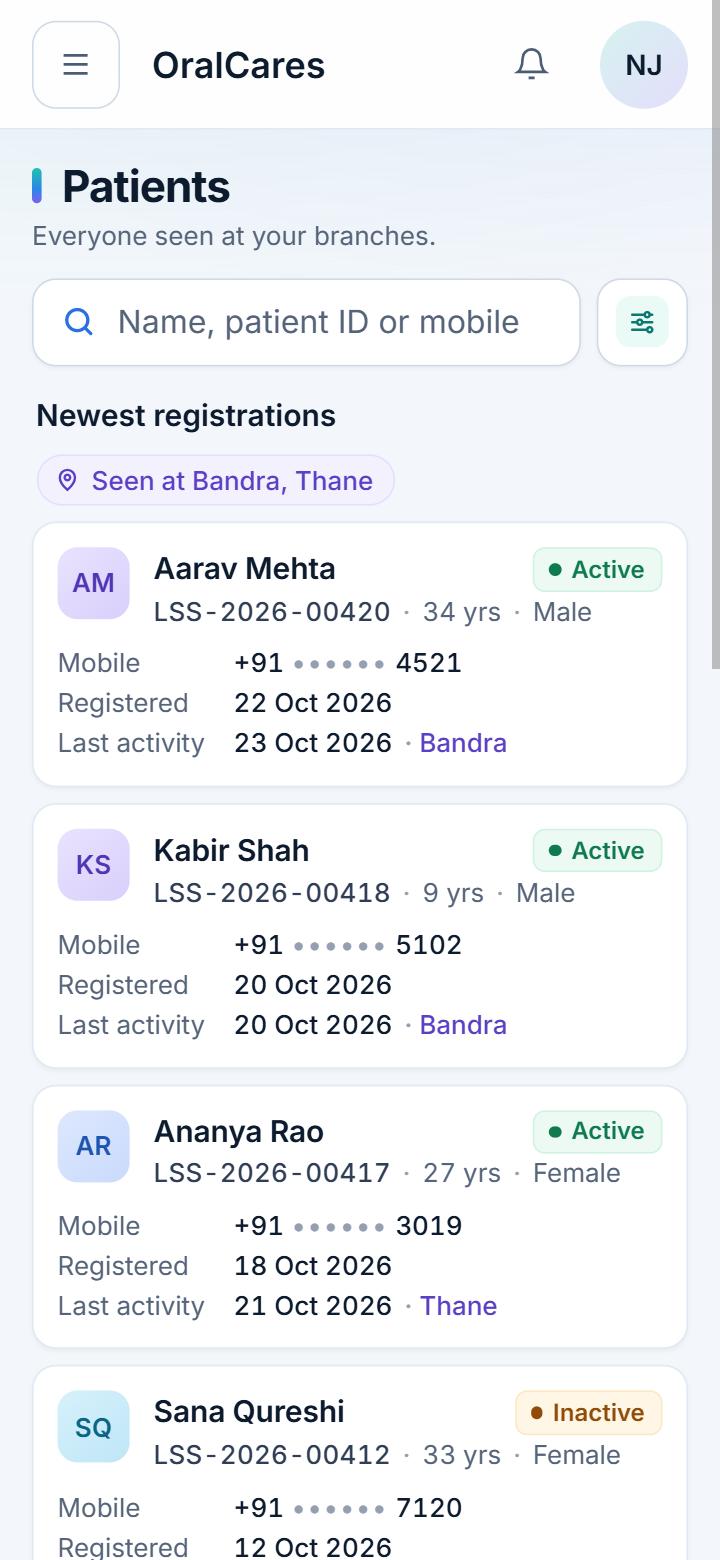 OralCares
NJ
Patients
Everyone seen at your branches.
Name, patient ID or mobile
Newest registrations
Seen at Bandra, Thane
AM
Aarav Mehta
Active
LSS-2026-00420 · 34 yrs · Male
Mobile +91 •••••• 4521
Registered 22 Oct 2026
Last activity 23 Oct 2026 · Bandra
KS
Kabir Shah
Active
LSS-2026-00418 · 9 yrs · Male
Mobile +91 •••••• 5102
Registered 20 Oct 2026
Last activity 20 Oct 2026 · Bandra
AR
Ananya Rao
Active
LSS-2026-00417 · 27 yrs · Female
Mobile +91 •••••• 3019
Registered 18 Oct 2026
Last activity 21 Oct 2026 · Thane
SQ
Sana Qureshi
Inactive
LSS-2026-00412 · 33 yrs · Female
Mobile +91 •••••• 7120
Registered 12 Oct 2026